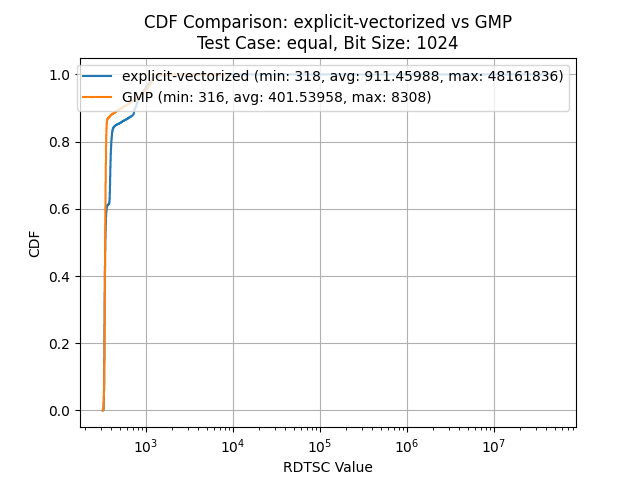 CDF Comparison: explicit-vectorized vs GMP
Test Case: equal, Bit Size: 1024
explicit-vectorized (min: 318, avg: 911.45988, max: 48161836)
GMP (min: 316, avg: 401.53958, max: 8308)
CDF
1.0
0.8
0.6
0.4
0.2
0.0
10³ 10⁴ 10⁵ 10⁶ 10⁷
RDTSC Value